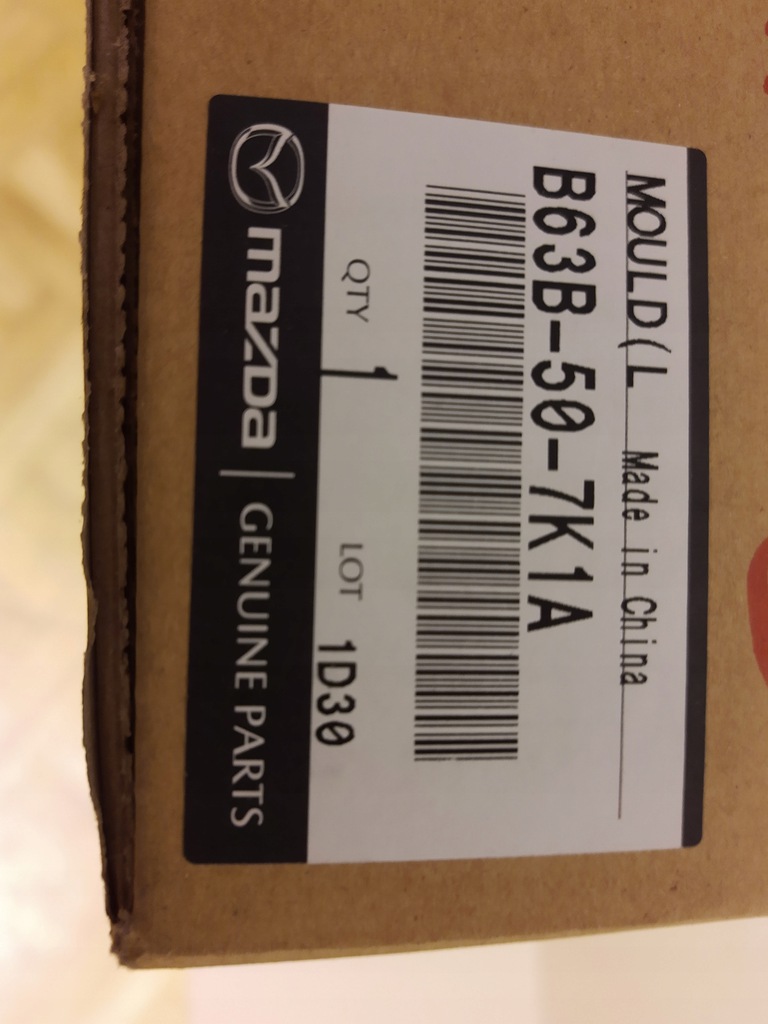 MOULD(L Made in China
B63B-50-7K1A
QTY 1 LOT 1D30
mazda | GENUINE PARTS